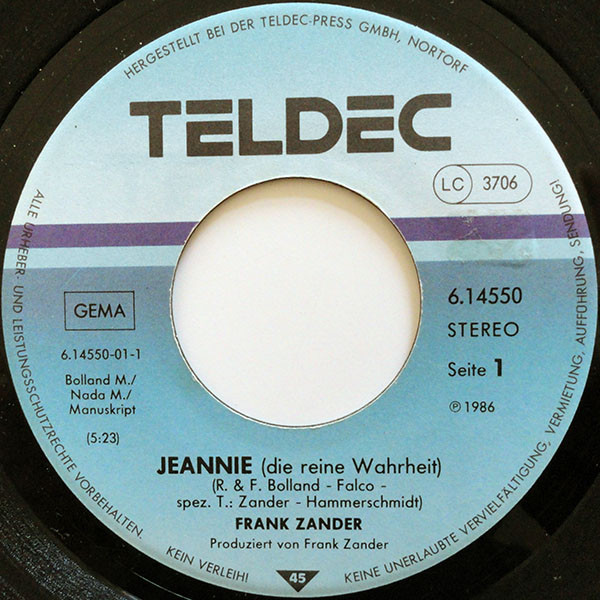 HERGESTELLT BEI DER TELDEC-PRESS GMBH, NORTORF
TELDEC
LC 3706
GEMA
6.14550-01-1
Bolland M./
Nada M./
Manuskript
(5:23)
6.14550
STEREO
Seite 1
℗ 1986
JEANNIE (die reine Wahrheit)
(R. & F. Bolland - Falco -
spez. T.: Zander - Hammerschmidt)
FRANK ZANDER
Produziert von Frank Zander
45
ALLE URHEBER- UND LEISTUNGSSCHUTZRECHTE VORBEHALTEN.
KEIN VERLEIH!
KEINE UNERLAUBTE VERVIELFÄLTIGUNG, VERMIETUNG, AUFFÜHRUNG, SENDUNG!